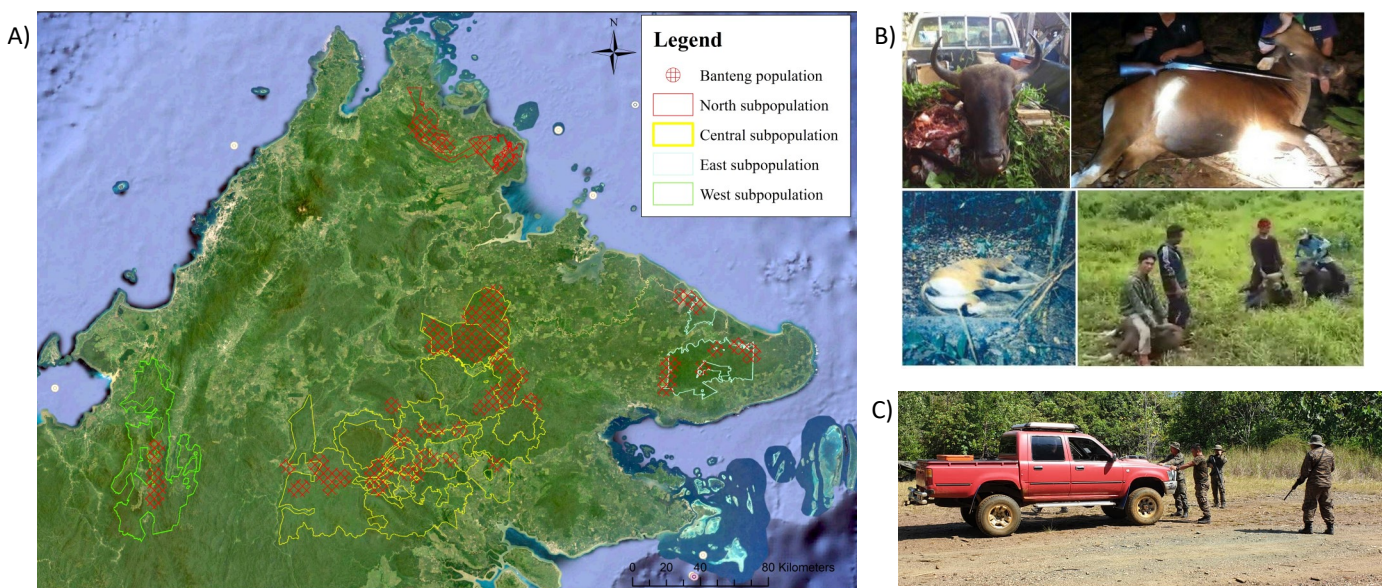 A)
N
Legend
Banteng population
North subpopulation
Central subpopulation
East subpopulation
West subpopulation
0 20 40 80 Kilometers
B)
C)